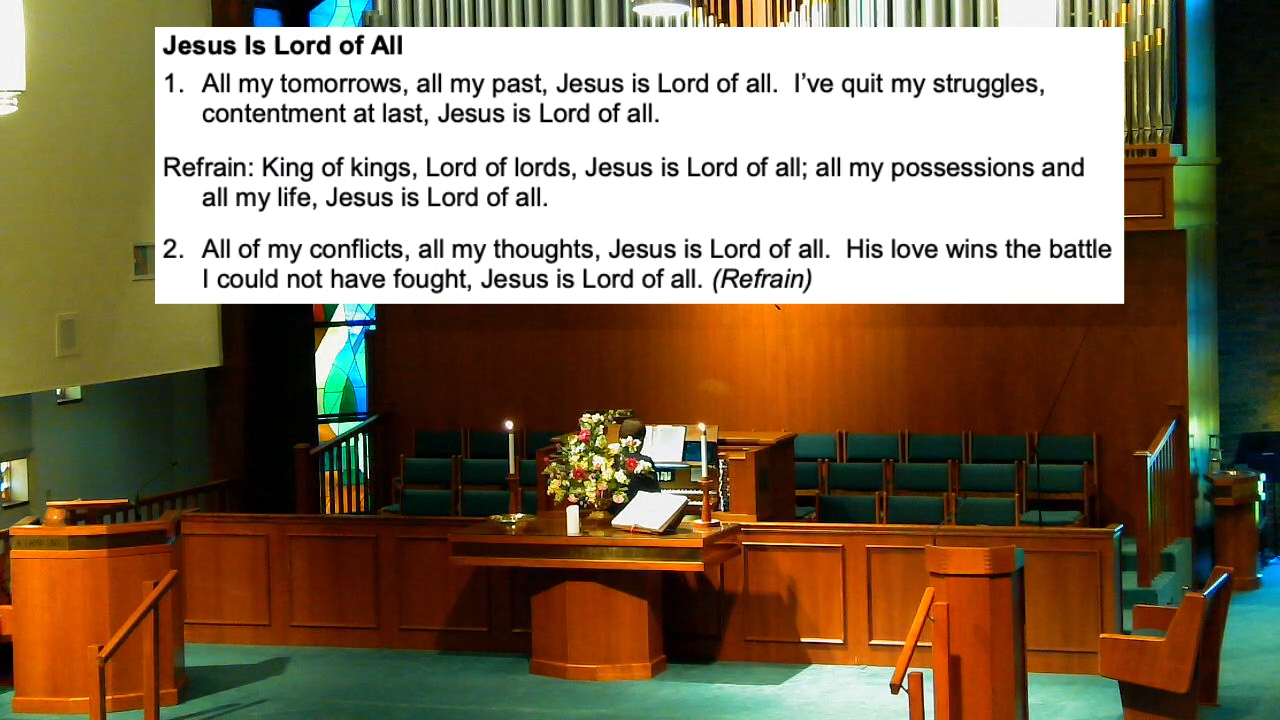 Jesus Is Lord of All
1. All my tomorrows, all my past, Jesus is Lord of all. I’ve quit my struggles,
contentment at last, Jesus is Lord of all.
Refrain: King of kings, Lord of lords, Jesus is Lord of all; all my possessions and
all my life, Jesus is Lord of all.
2. All of my conflicts, all my thoughts, Jesus is Lord of all. His love wins the battle
I could not have fought, Jesus is Lord of all. (Refrain)